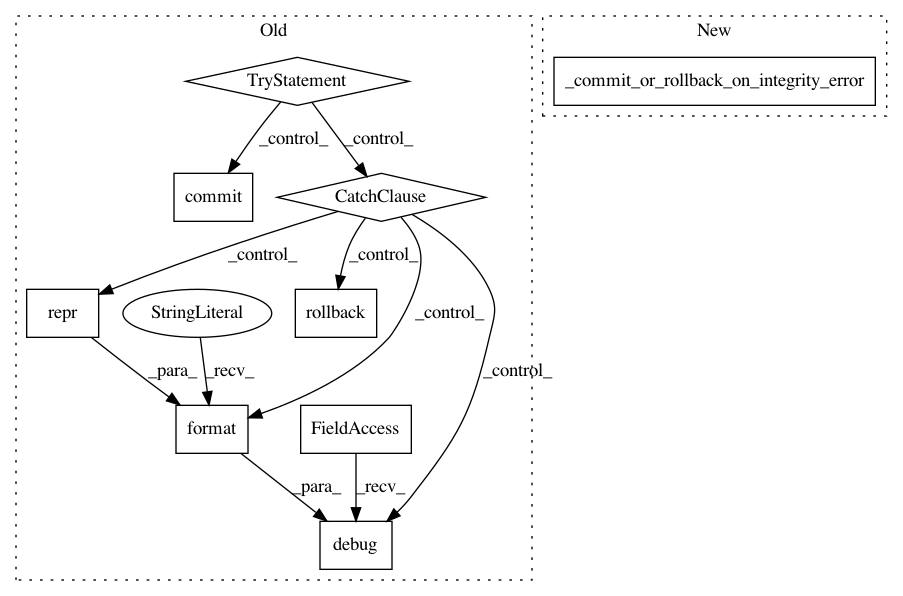 Old
New
TryStatement
_commit_or_rollback_on_integrity_error
_control_
_control_
commit
CatchClause
_control_
_control_
repr
StringLiteral
rollback
_control_
_para_
_recv_
_control_
format
FieldAccess
_para_
_recv_
debug